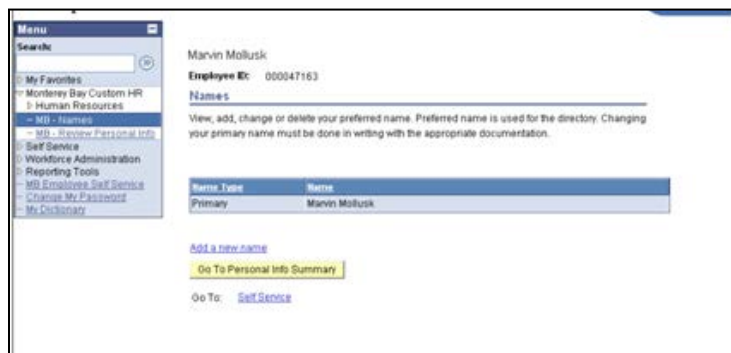 Menu
Search:
My Favorites
Monterey Bay Custom HR
Human Resources
– MB - Names
– MB - Review Personal Info
Self Service
Workforce Administration
Reporting Tools
– MB Employee Self Service
– Change My Password
– My Dictionary
Marvin Mollusk
Employee ID: 000047163
Names
View, add, change or delete your preferred name. Preferred name is used for the directory. Changing
your primary name must be done in writing with the appropriate documentation.
Name Type Name
Primary Marvin Mollusk
Add a new name
Go To Personal Info Summary
Go To: Self Service